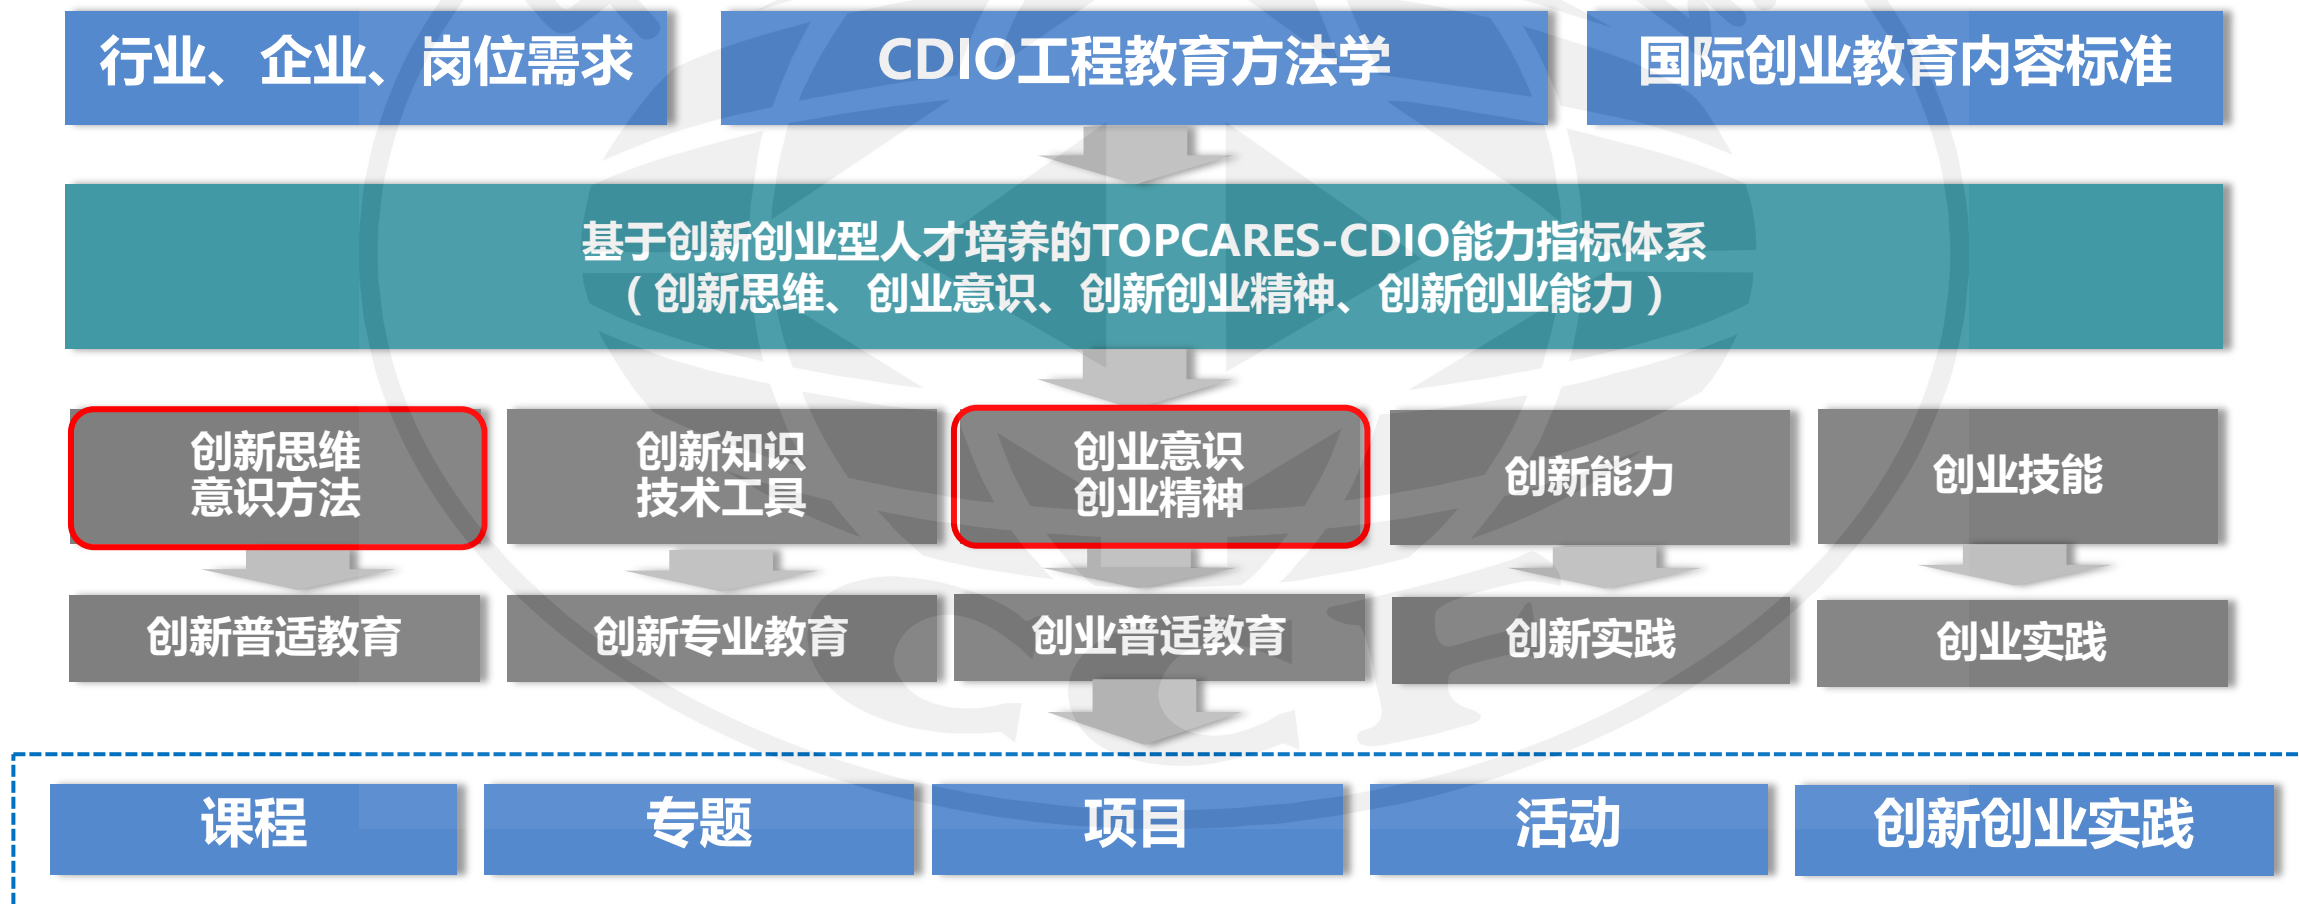 行业、企业、岗位需求
CDIO工程教育方法学
国际创业教育内容标准
基于创新创业型人才培养的TOPCARES-CDIO能力指标体系
（创新思维、创业意识、创新创业精神、创新创业能力）
创新思维
意识方法
创新知识
技术工具
创业意识
创业精神
创新能力
创业技能
创新普适教育
创新专业教育
创业普适教育
创新实践
创业实践
课程
专题
项目
活动
创新创业实践
CCF